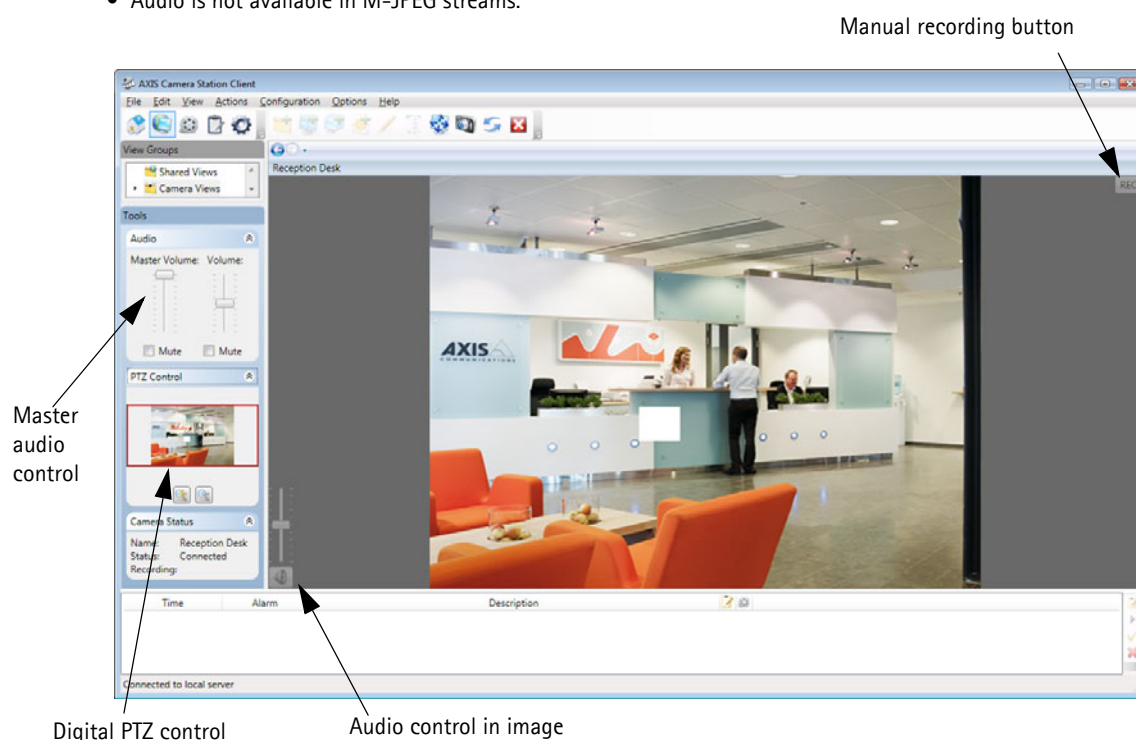 • Audio is not available in M-JPEG streams.
Manual recording button
AXIS Camera Station Client
File Edit View Actions Configuration Options Help
View Groups
Shared Views
Camera Views
Reception Desk
REC
Tools
Audio
Master Volume: Volume:
Mute Mute
AXIS
COMMUNICATIONS
PTZ Control
Master
audio
control
Camera Status
Name: Reception Desk
Status: Connected
Recording:
Time Alarm Description
Connected to local server
Digital PTZ control
Audio control in image